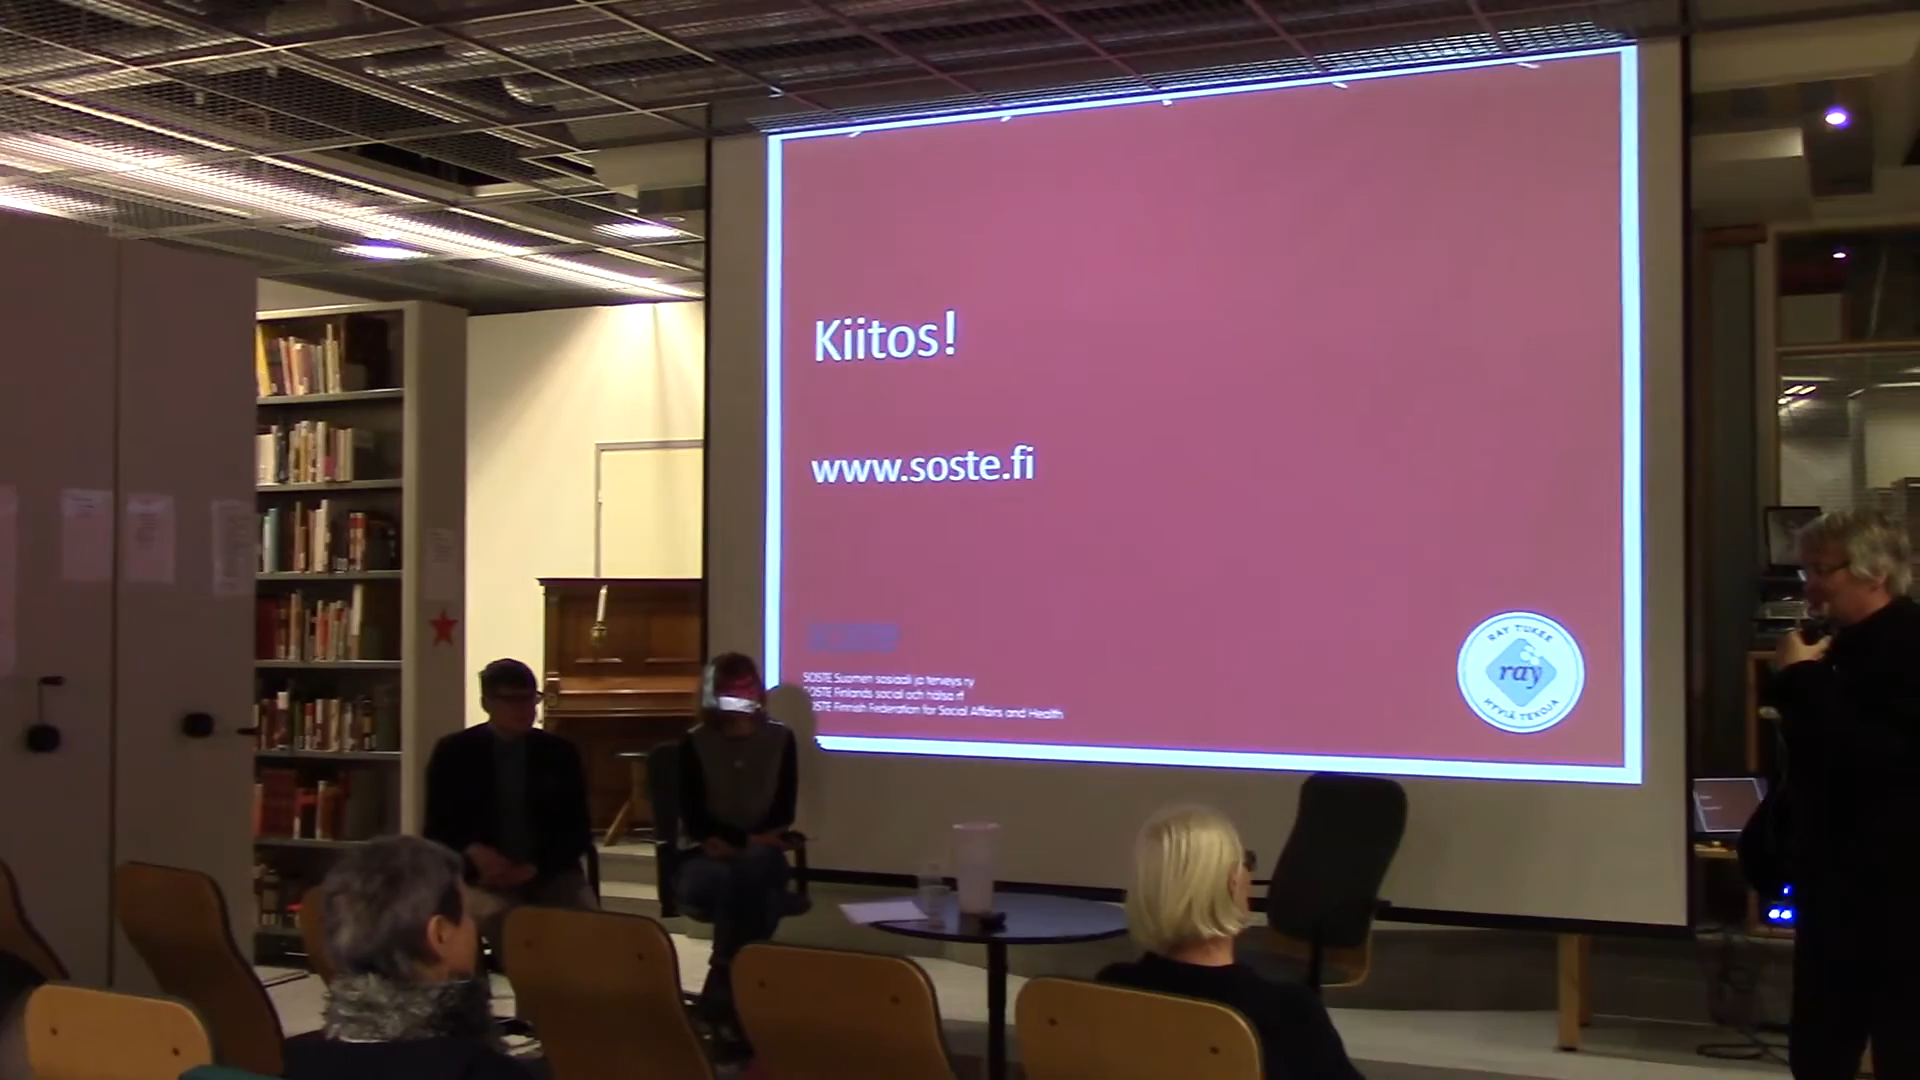 Kiitos!
www.soste.fi
SOSTE Suomen sosiaali ja terveys ry
SOSTE Finlands social och hälsa rf
SOSTE Finnish Federation for Social Affairs and Health
RAY TUKEE
ray
HYVIÄ TEKOJA